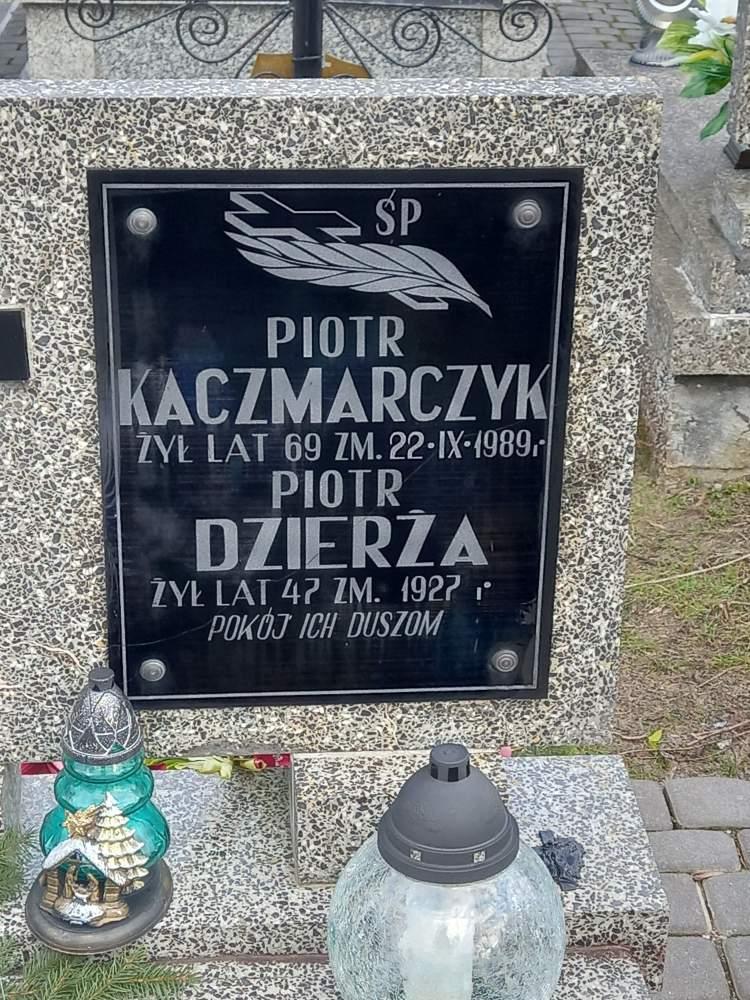 ŚP
PIOTR
KACZMARCZYK
ŻYŁ LAT 69 ZM. 22·IX·1989r·
PIOTR
DZIERŻA
ŻYŁ LAT 47 ZM. 1927 r·
POKÓJ ICH DUSZOM